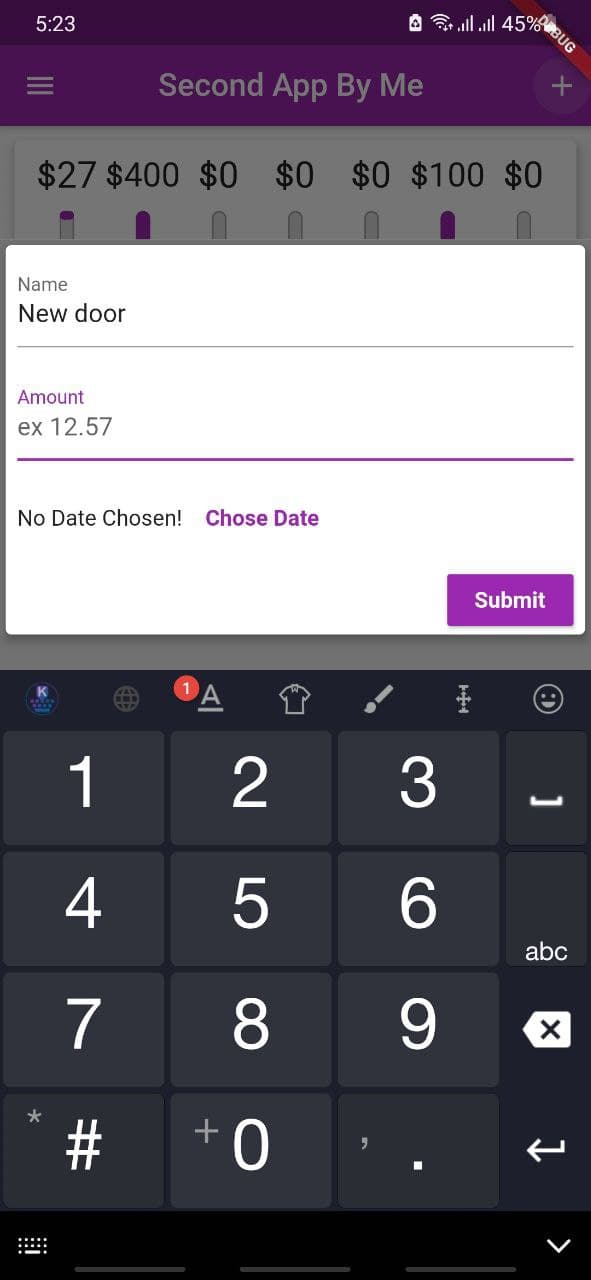 5:23
45%
DEBUG
Second App By Me
+
$27 $400 $0 $0 $0 $100 $0
Name
New door
Amount
ex 12.57
No Date Chosen! Chose Date
Submit
K
1 A
1 2 3
4 5 6
abc
7 8 9
* # + 0 , .